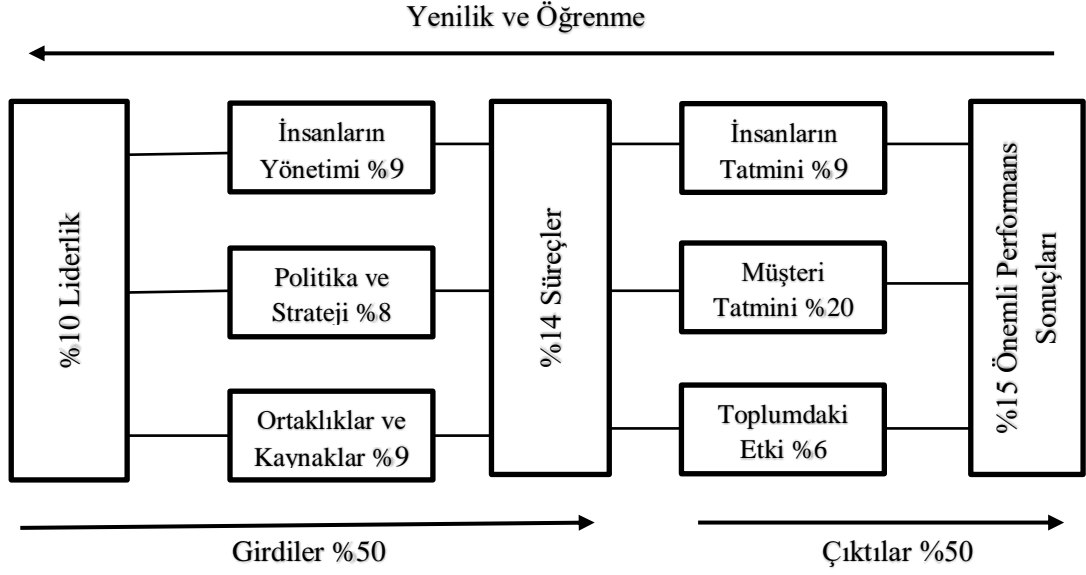 Yenilik ve Öğrenme
%10 Liderlik
İnsanların
Yönetimi %9
Politika ve
Strateji %8
Ortaklıklar ve
Kaynaklar %9
%14 Süreçler
İnsanların
Tatmini %9
Müşteri
Tatmini %20
Toplumdaki
Etki %6
%15 Önemli Performans
Sonuçları
Girdiler %50
Çıktılar %50